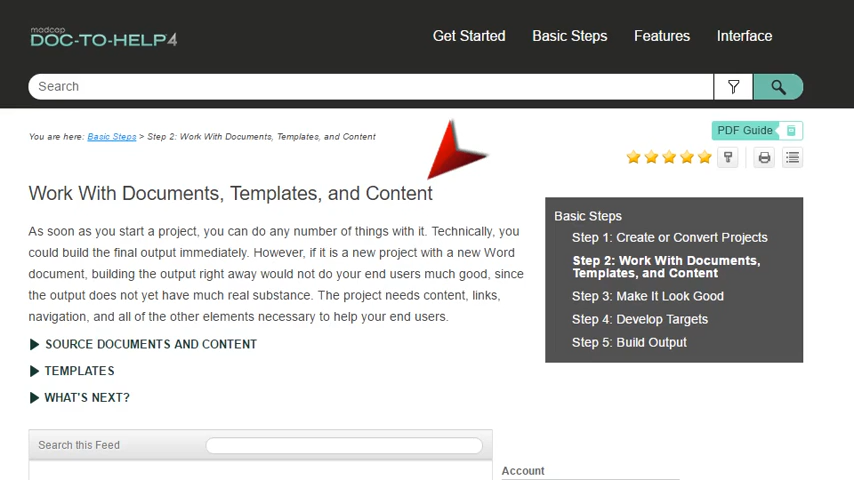 madcap
DOC-TO-HELP4
Get Started
Basic Steps
Features
Interface
Search
You are here: Basic Steps > Step 2: Work With Documents, Templates, and Content
PDF Guide
Work With Documents, Templates, and Content
As soon as you start a project, you can do any number of things with it. Technically, you
could build the final output immediately. However, if it is a new project with a new Word
document, building the output right away would not do your end users much good, since
the output does not yet have much real substance. The project needs content, links,
navigation, and all of the other elements necessary to help your end users.
SOURCE DOCUMENTS AND CONTENT
TEMPLATES
WHAT'S NEXT?
Basic Steps
Step 1: Create or Convert Projects
Step 2: Work With Documents,
Templates, and Content
Step 3: Make It Look Good
Step 4: Develop Targets
Step 5: Build Output
Search this Feed
Account